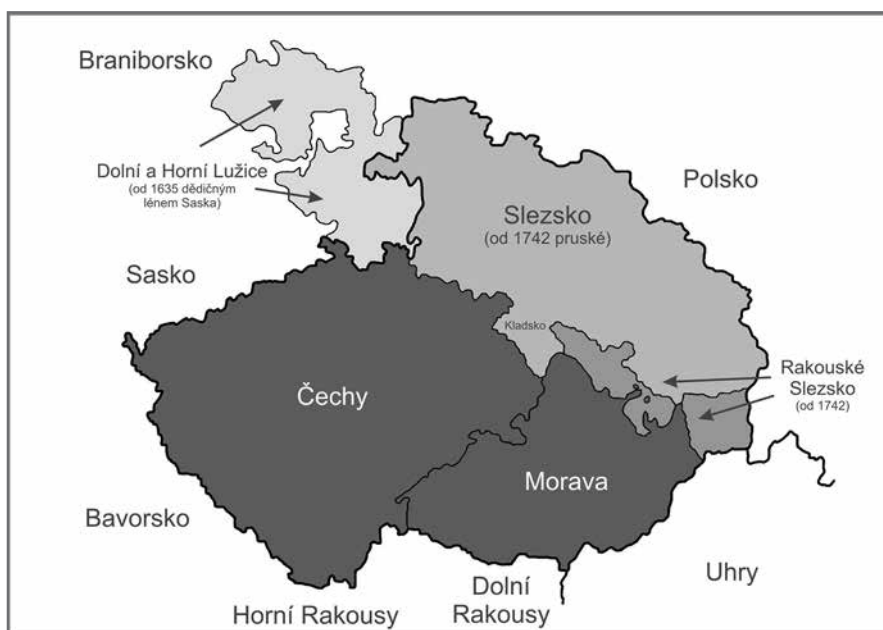 Braniborsko
Dolní a Horní Lužice
(od 1635 dědičným
lénem Saska)
Polsko
Slezsko
(od 1742 pruské)
Sasko
Kladsko
Rakouské
Slezsko
(od 1742)
Čechy
Morava
Bavorsko
Uhry
Dolní
Rakousy
Horní Rakousy